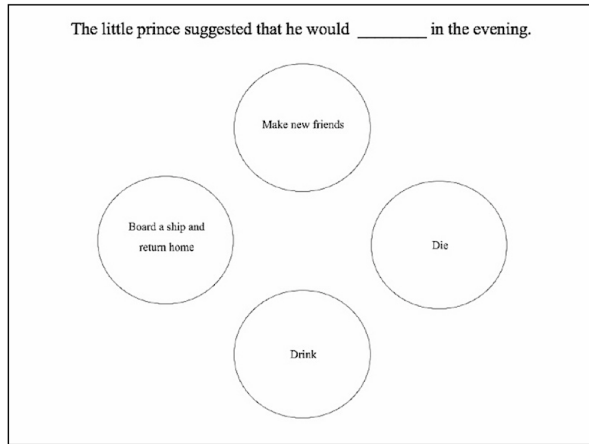 The little prince suggested that he would ________ in the evening.
Make new friends
Board a ship and
return home
Die
Drink